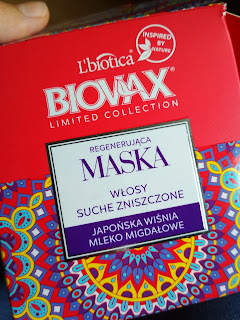 INSPIRED
BY
NATURE
L'biotica
BIOVAX
LIMITED COLLECTION
REGENERUJĄCA
MASKA
WŁOSY
SUCHE ZNISZCZONE
JAPOŃSKA WIŚNIA
MLEKO MIGDAŁOWE